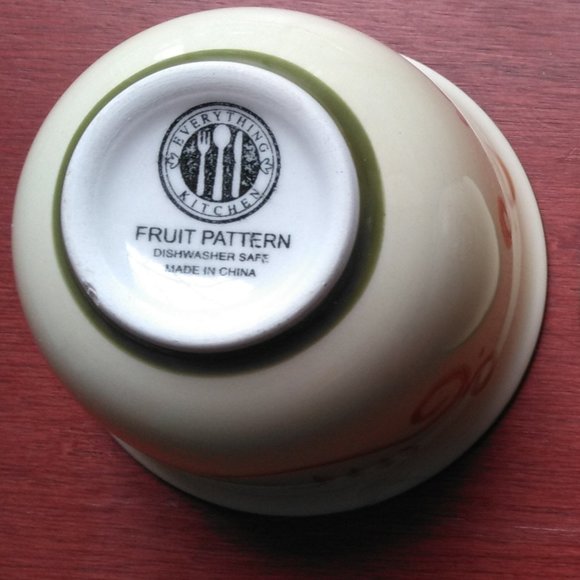 EVERYTHING
KITCHEN
FRUIT PATTERN
DISHWASHER SAFE
MADE IN CHINA